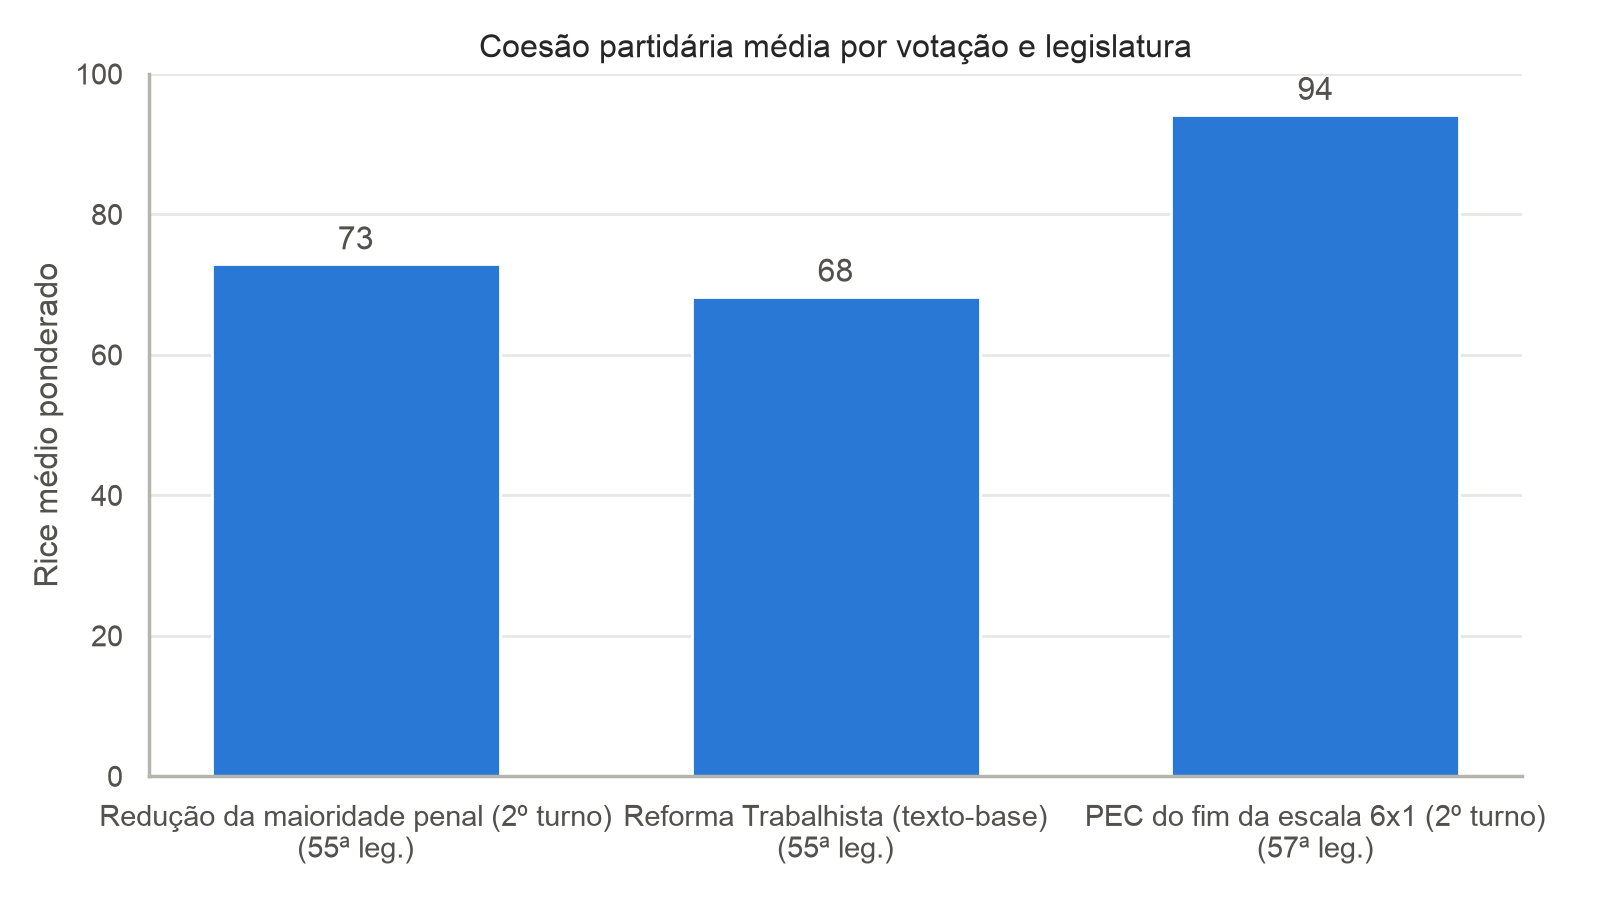 Coesão partidária média por votação e legislatura
Rice médio ponderado
100
80
60
40
20
0
73
68
94
Redução da maioridade penal (2º turno)
(55ª leg.)
Reforma Trabalhista (texto-base)
(55ª leg.)
PEC do fim da escala 6x1 (2º turno)
(57ª leg.)